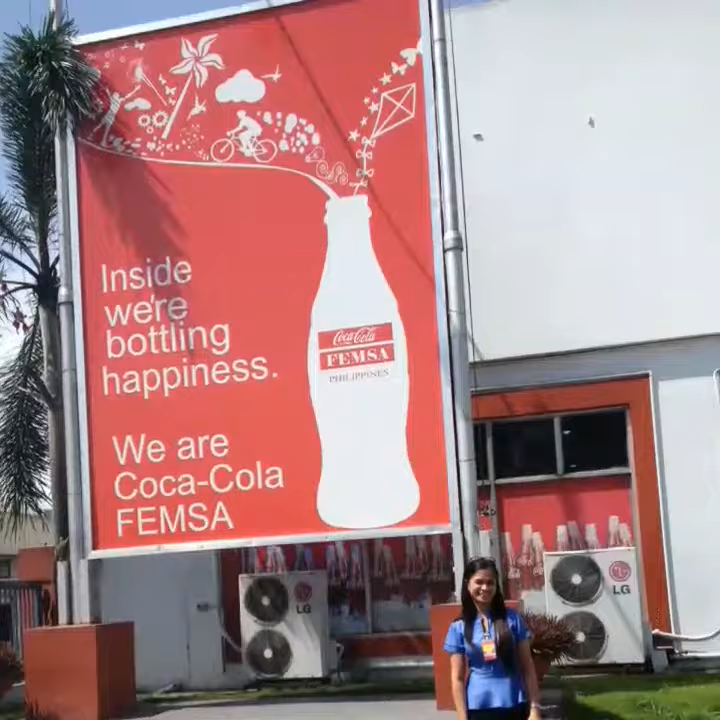 Inside
we're
bottling
happiness.
We are
Coca-Cola
FEMSA
Coca-Cola
FEMSA
PHILIPPINES
LG
LG